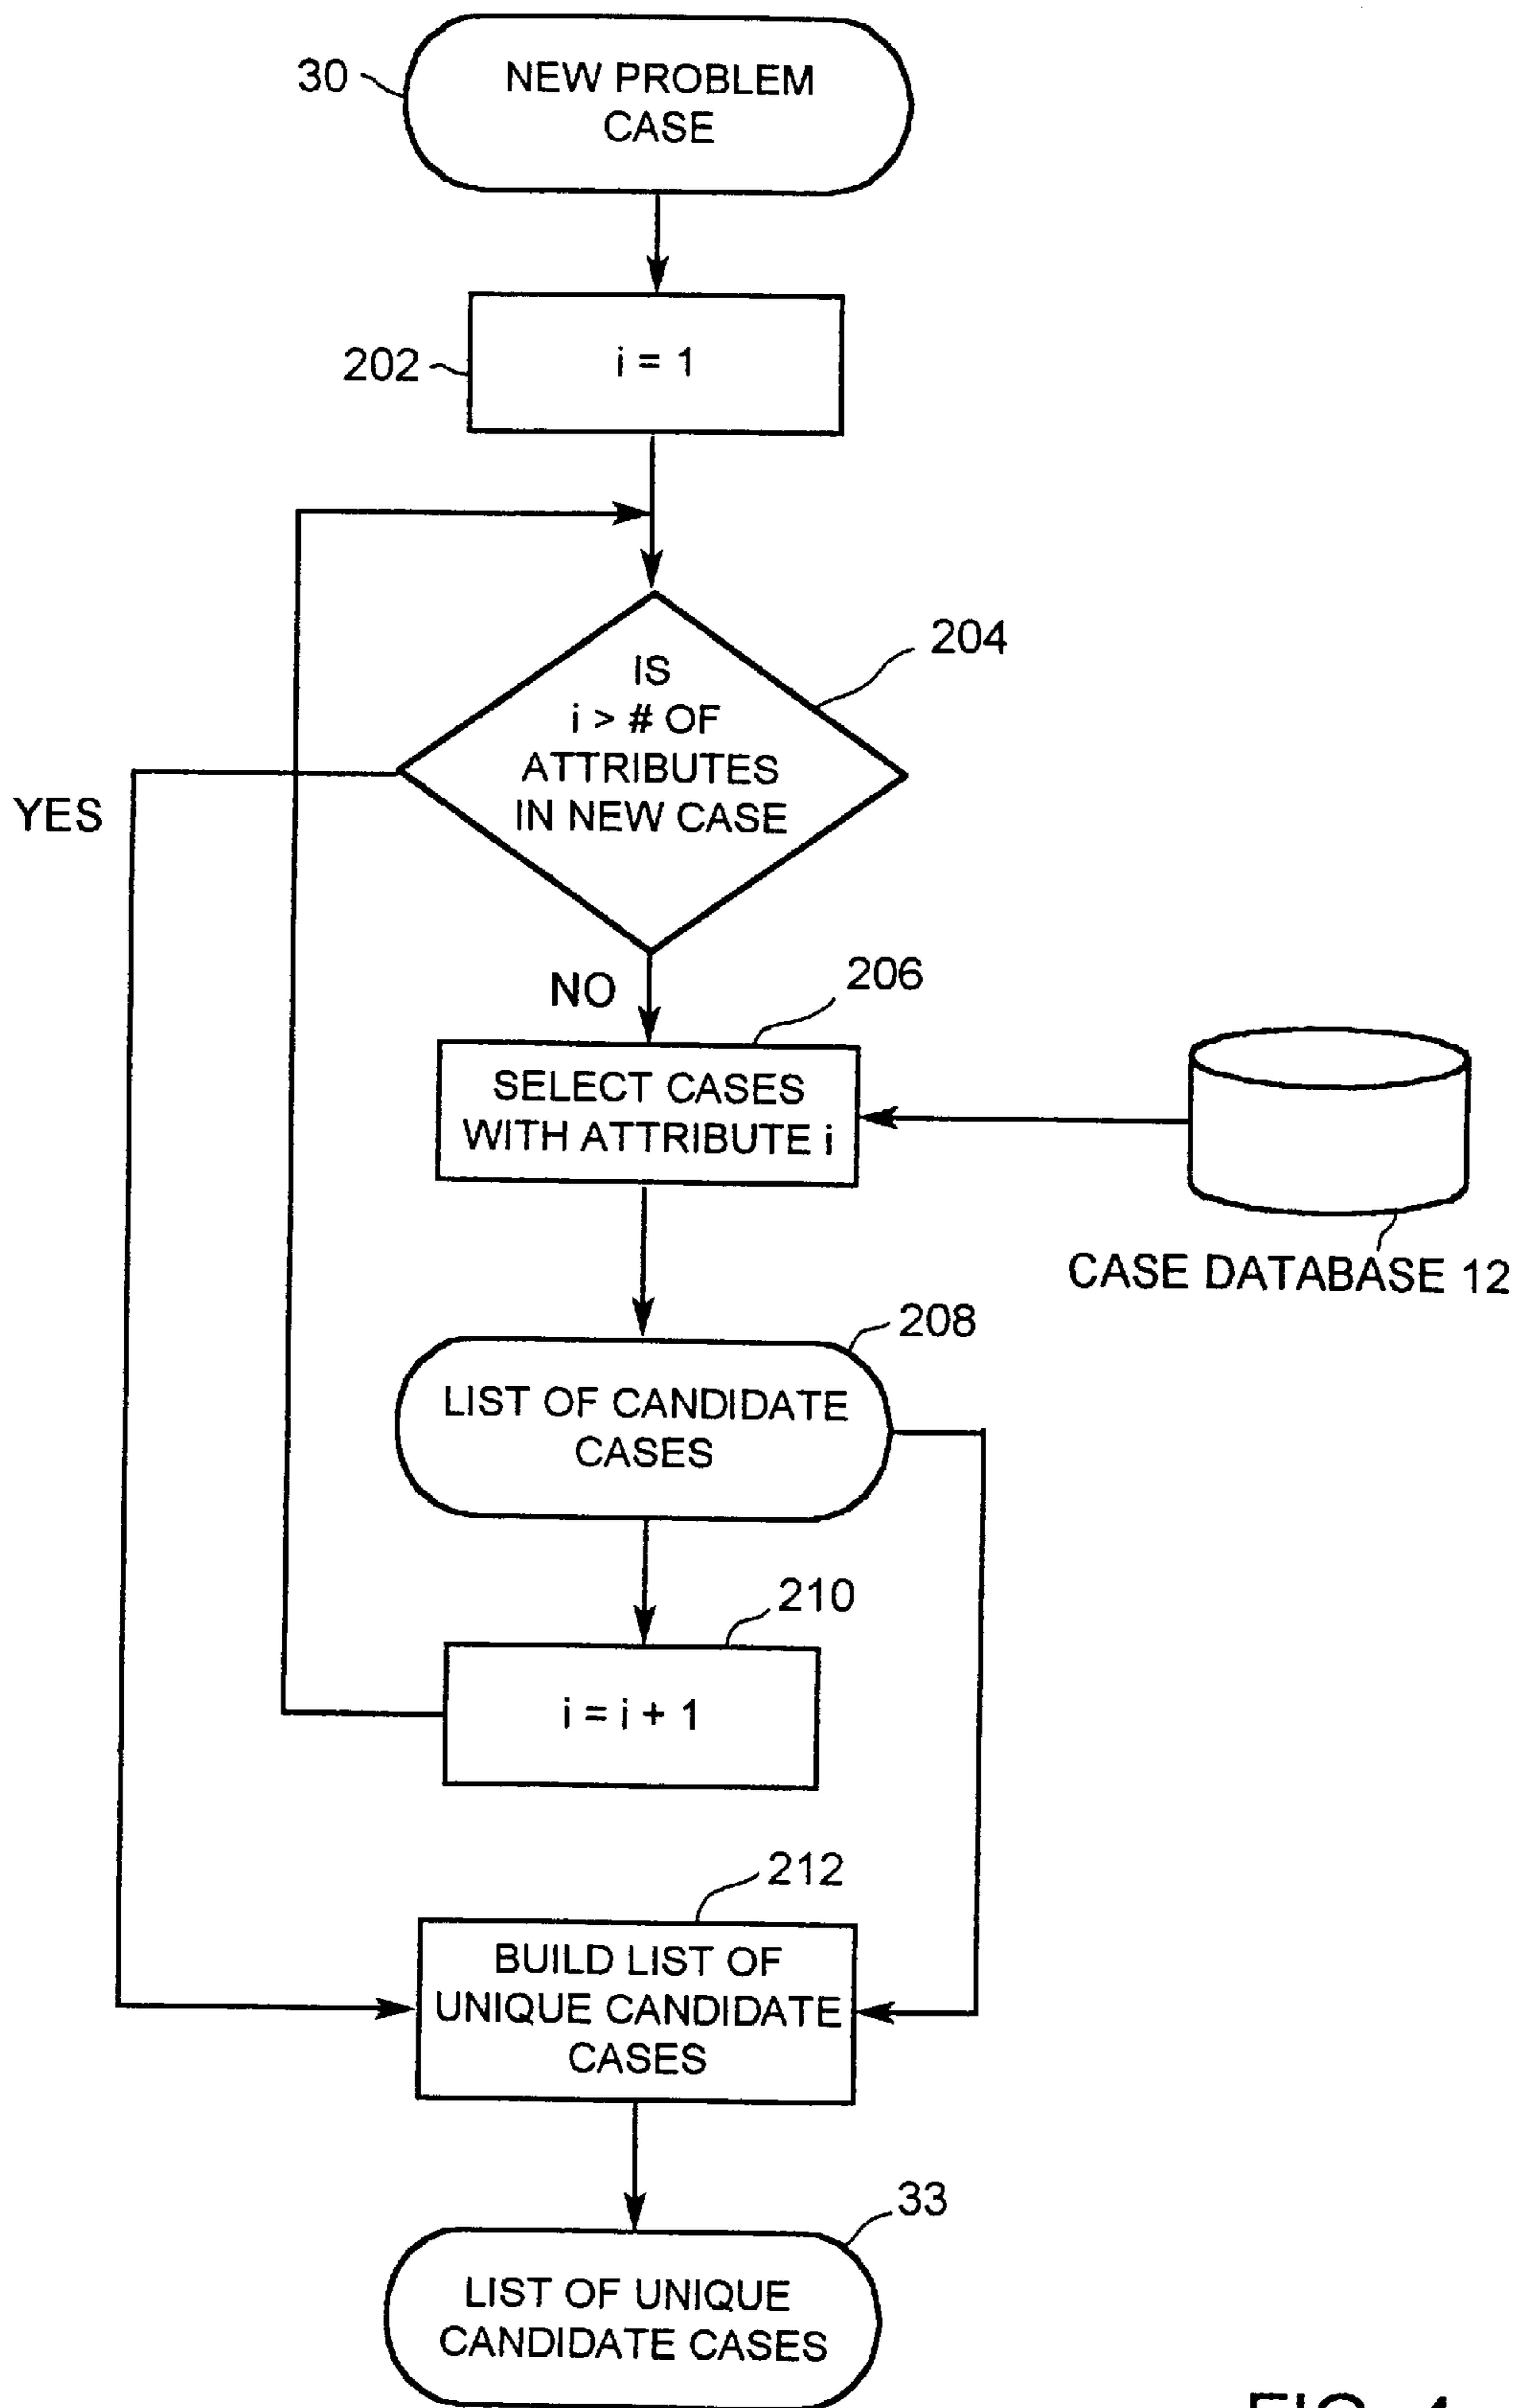 30
NEW PROBLEM
CASE
202
i = 1
204
IS
i > # OF
ATTRIBUTES
IN NEW CASE
YES
NO
206
SELECT CASES
WITH ATTRIBUTE i
CASE DATABASE 12
208
LIST OF CANDIDATE
CASES
210
i = i + 1
212
BUILD LIST OF
UNIQUE CANDIDATE
CASES
33
LIST OF UNIQUE
CANDIDATE CASES